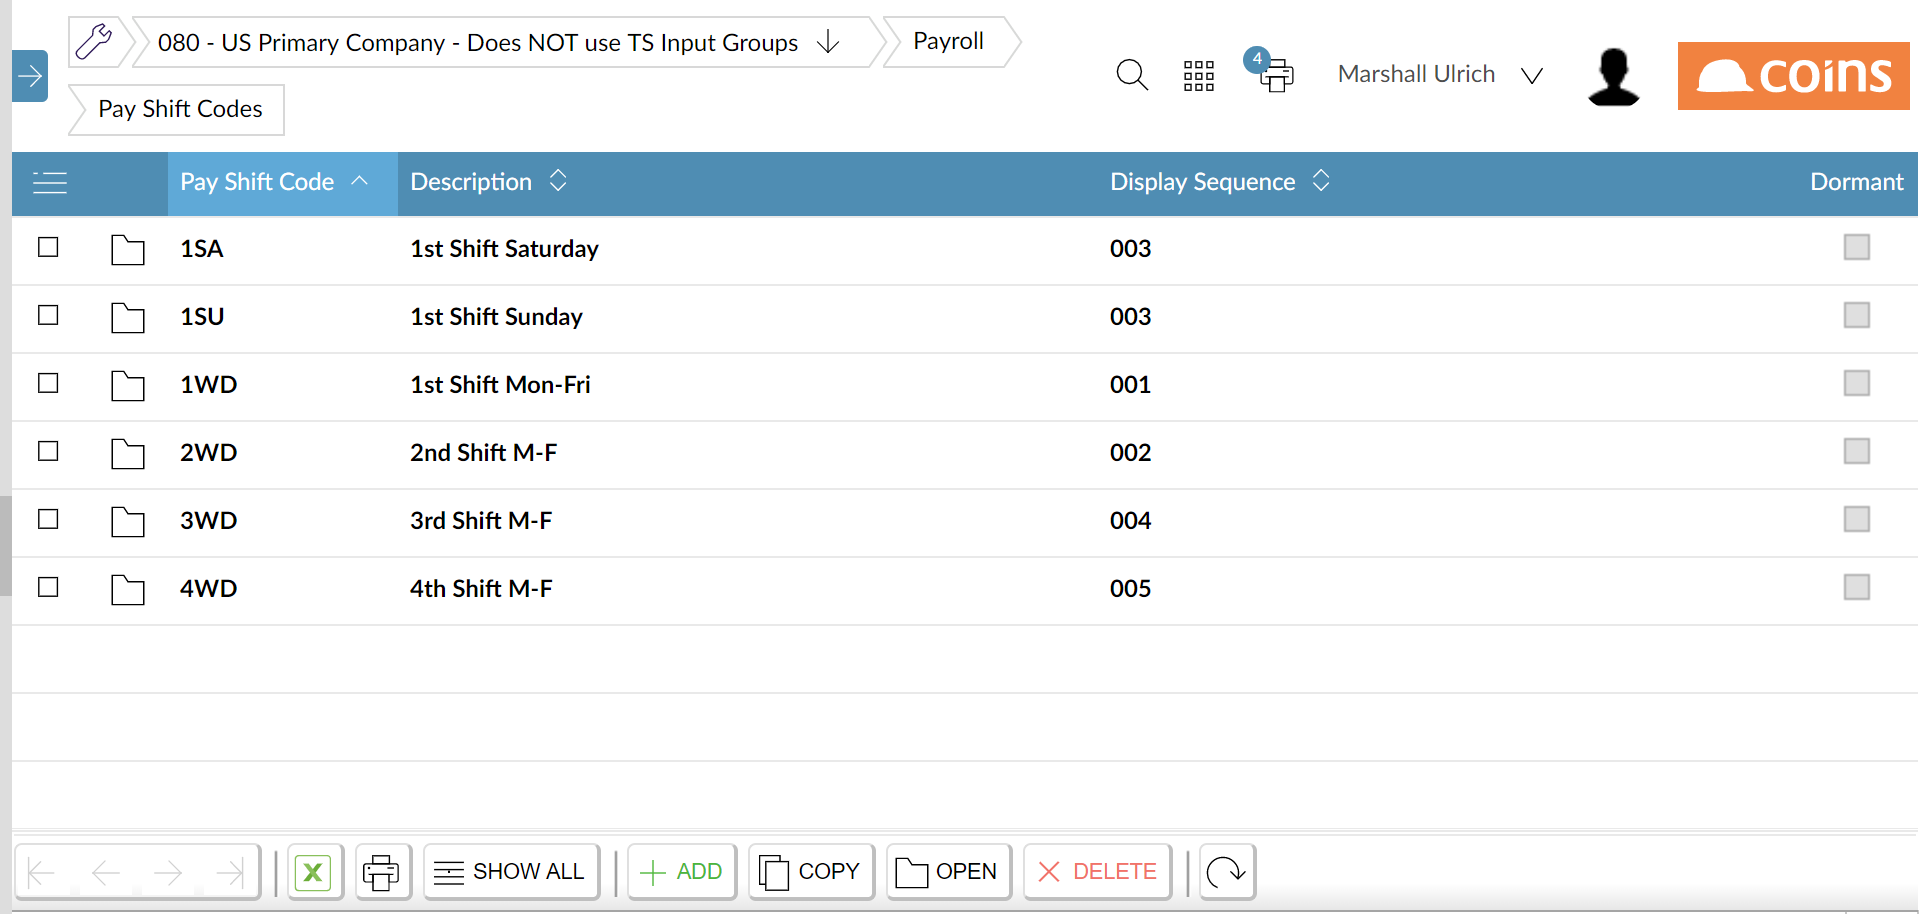 080 - US Primary Company - Does NOT use TS Input Groups
Payroll
Pay Shift Codes
4
Marshall Ulrich
coins
Pay Shift Code Description Display Sequence Dormant
1SA 1st Shift Saturday 003
1SU 1st Shift Sunday 003
1WD 1st Shift Mon-Fri 001
2WD 2nd Shift M-F 002
3WD 3rd Shift M-F 004
4WD 4th Shift M-F 005
X SHOW ALL ADD COPY OPEN DELETE